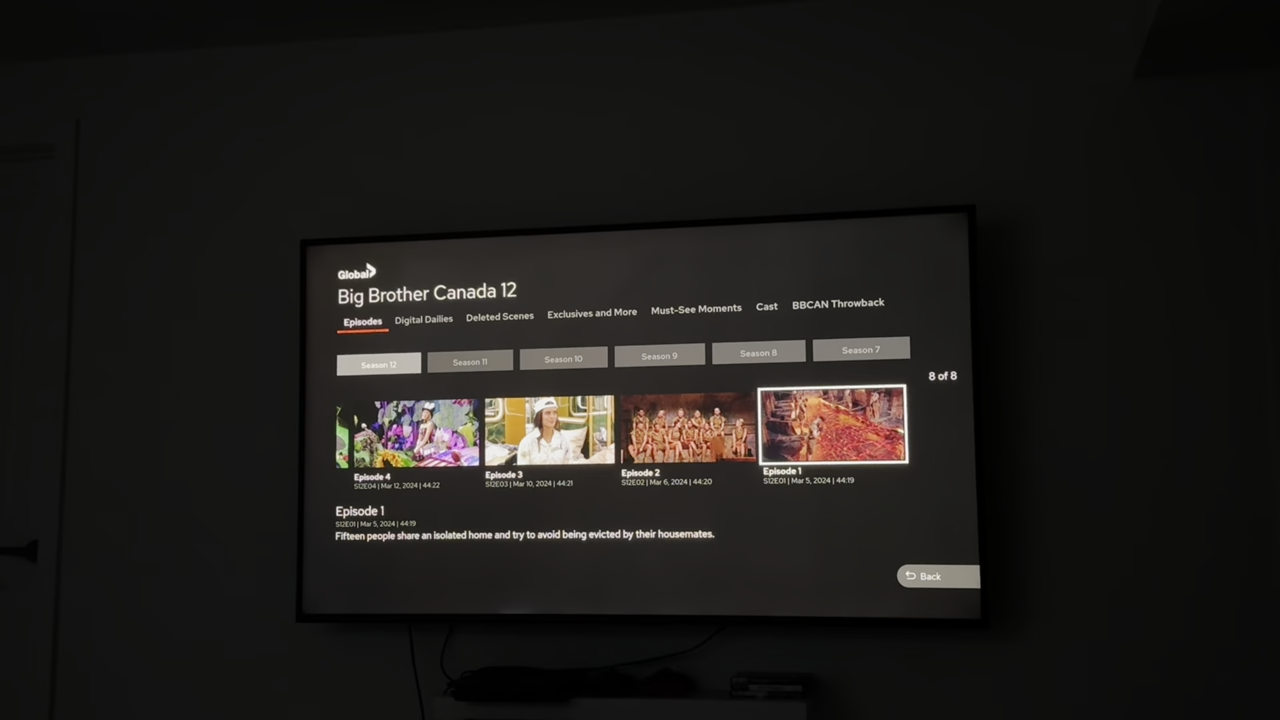 Global
Big Brother Canada 12
Episodes Digital Dailies Deleted Scenes Exclusives and More Must-See Moments Cast BBCAN Throwback
Season 12 Season 11 Season 10 Season 9 Season 8 Season 7
8 of 8
Episode 4 Episode 3 Episode 2 Episode 1
S12E04 | Mar 12, 2024 | 44:22 S12E03 | Mar 10, 2024 | 44:21 S12E02 | Mar 6, 2024 | 44:20 S12E01 | Mar 5, 2024 | 44:19
Episode 1
S12E01 | Mar 5, 2024 | 44:19
Fifteen people share an isolated home and try to avoid being evicted by their housemates.
Back